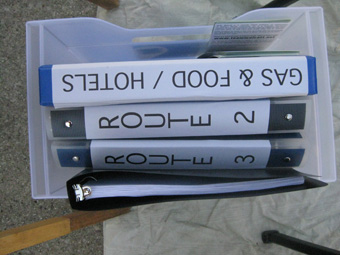 GAS & FOOD / HOTELS
ROUTE 2
ROUTE 3